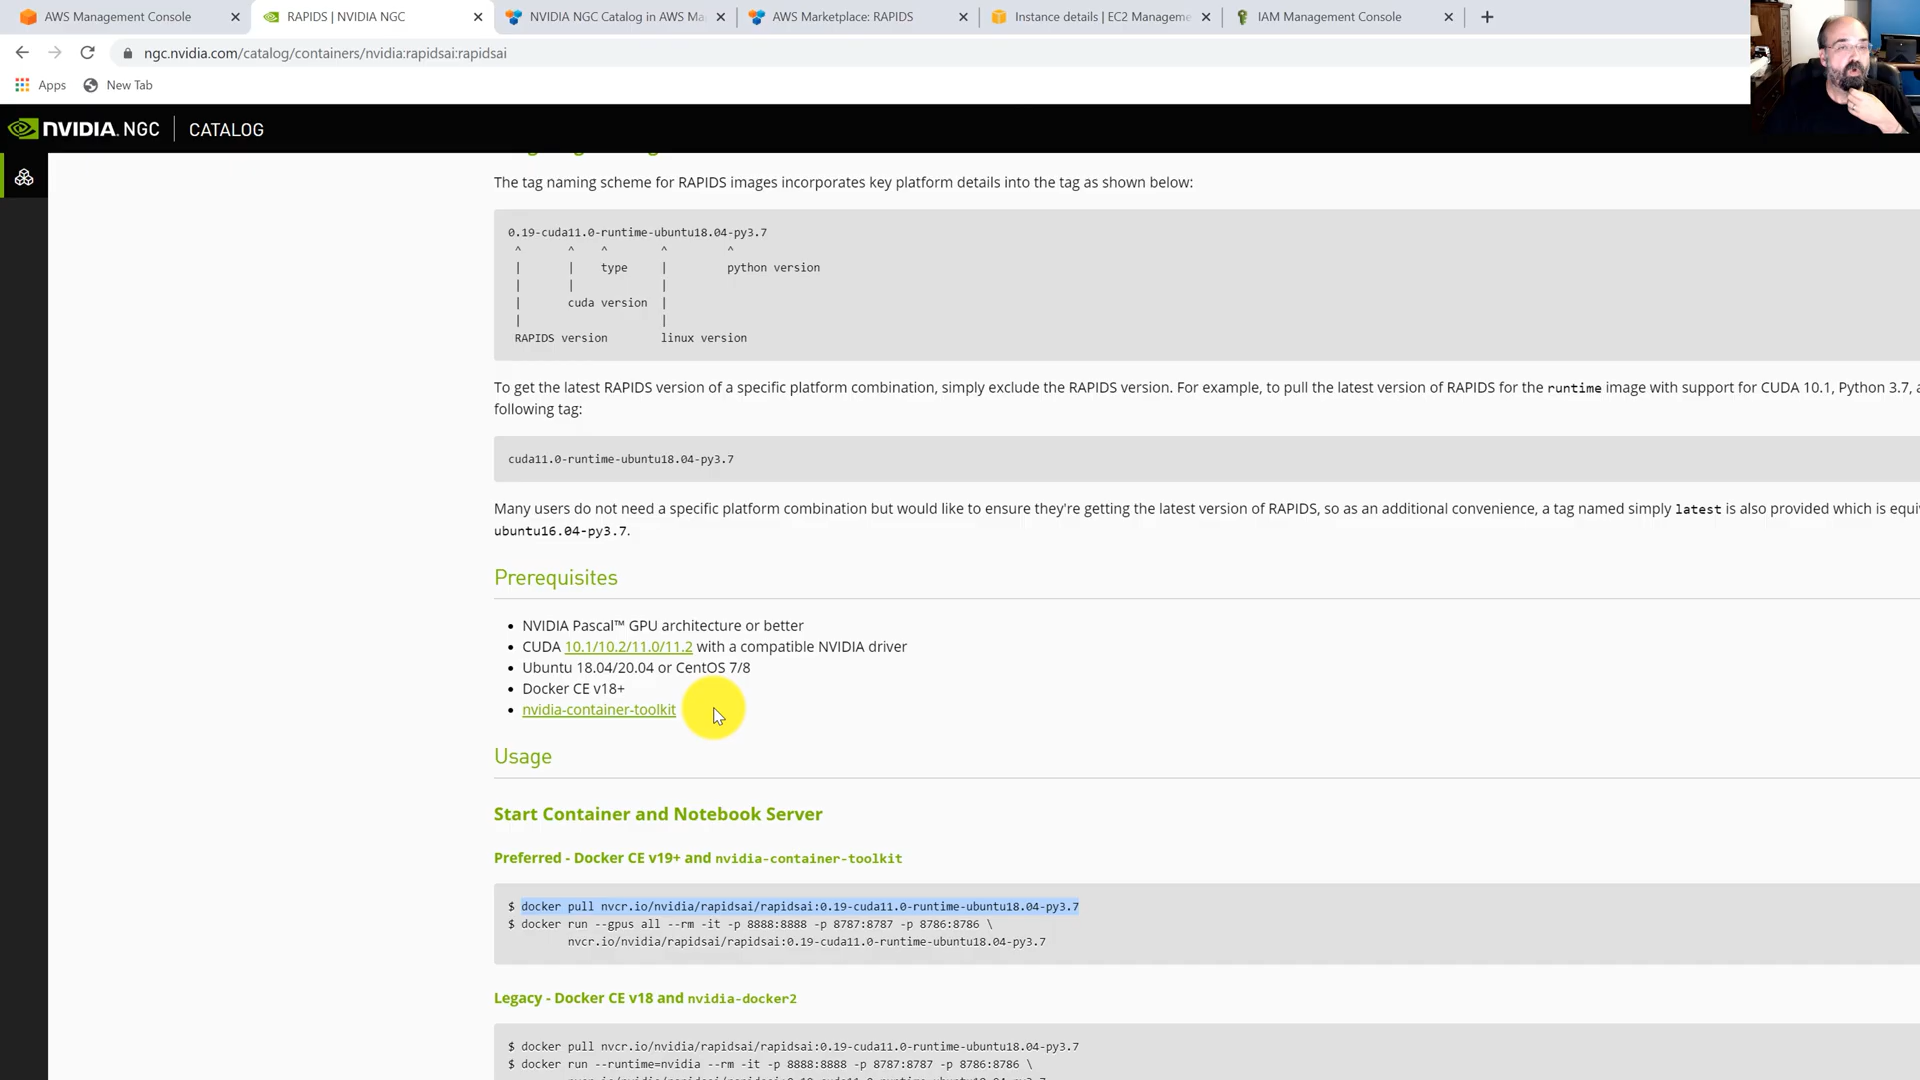 AWS Management Console
RAPIDS | NVIDIA NGC
NVIDIA NGC Catalog in AWS Ma
AWS Marketplace: RAPIDS
Instance details | EC2 Manageme
IAM Management Console
ngc.nvidia.com/catalog/containers/nvidia:rapidsai:rapidsai
Apps
New Tab
NVIDIA. NGC | CATALOG
The tag naming scheme for RAPIDS images incorporates key platform details into the tag as shown below:
0.19-cuda11.0-runtime-ubuntu18.04-py3.7
^ ^ ^ ^ ^
| | type | python version
| | |
| cuda version |
| |
RAPIDS version linux version
To get the latest RAPIDS version of a specific platform combination, simply exclude the RAPIDS version. For example, to pull the latest version of RAPIDS for the runtime image with support for CUDA 10.1, Python 3.7, a
following tag:
cuda11.0-runtime-ubuntu18.04-py3.7
Many users do not need a specific platform combination but would like to ensure they're getting the latest version of RAPIDS, so as an additional convenience, a tag named simply latest is also provided which is equi
ubuntu16.04-py3.7.
Prerequisites
• NVIDIA Pascal™ GPU architecture or better
• CUDA 10.1/10.2/11.0/11.2 with a compatible NVIDIA driver
• Ubuntu 18.04/20.04 or CentOS 7/8
• Docker CE v18+
• nvidia-container-toolkit
Usage
Start Container and Notebook Server
Preferred - Docker CE v19+ and nvidia-container-toolkit
$ docker pull nvcr.io/nvidia/rapidsai/rapidsai:0.19-cuda11.0-runtime-ubuntu18.04-py3.7
$ docker run --gpus all --rm -it -p 8888:8888 -p 8787:8787 -p 8786:8786 \
nvcr.io/nvidia/rapidsai/rapidsai:0.19-cuda11.0-runtime-ubuntu18.04-py3.7
Legacy - Docker CE v18 and nvidia-docker2
$ docker pull nvcr.io/nvidia/rapidsai/rapidsai:0.19-cuda11.0-runtime-ubuntu18.04-py3.7
$ docker run --runtime=nvidia --rm -it -p 8888:8888 -p 8787:8787 -p 8786:8786 \